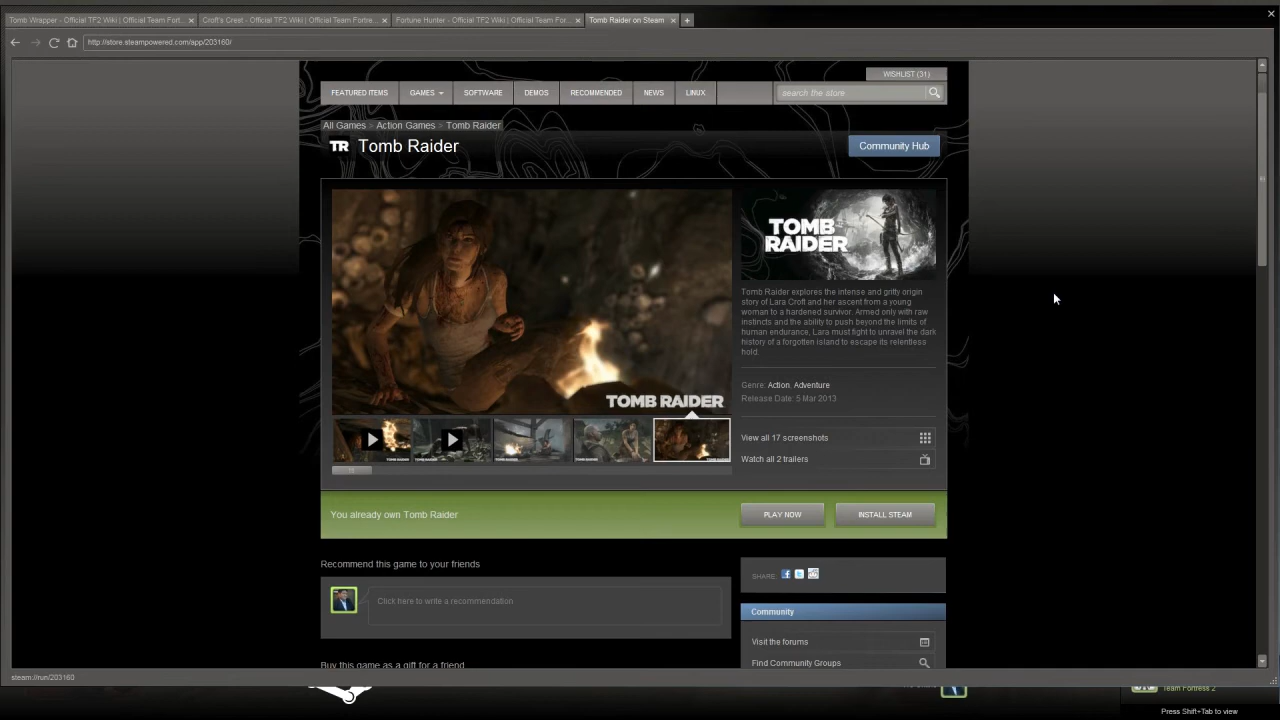 Tomb Wrapper - Official TF2 Wiki | Official Team Fort...
Croft's Crest - Official TF2 Wiki | Official Team Fortre...
Fortune Hunter - Official TF2 Wiki | Official Team For...
Tomb Raider on Steam
http://store.steampowered.com/app/203160/
WISHLIST (31)
FEATURED ITEMS
GAMES
SOFTWARE
DEMOS
RECOMMENDED
NEWS
LINUX
search the store
All Games > Action Games > Tomb Raider
TR
Tomb Raider
Community Hub
TOMB RAIDER
TOMB
RAIDER
Tomb Raider explores the intense and gritty origin
story of Lara Croft and her ascent from a young
woman to a hardened survivor. Armed only with raw
instincts and the ability to push beyond the limits of
human endurance, Lara must fight to unravel the dark
history of a forgotten island to escape its relentless
hold.
Genre: Action, Adventure
Release Date: 5 Mar 2013
View all 17 screenshots
Watch all 2 trailers
You already own Tomb Raider
PLAY NOW
INSTALL STEAM
Recommend this game to your friends
Click here to write a recommendation
SHARE:
Community
Visit the forums
Find Community Groups
Buy this game as a gift for a friend
steam://run/203160
Team Fortress 2
Press Shift+Tab to view